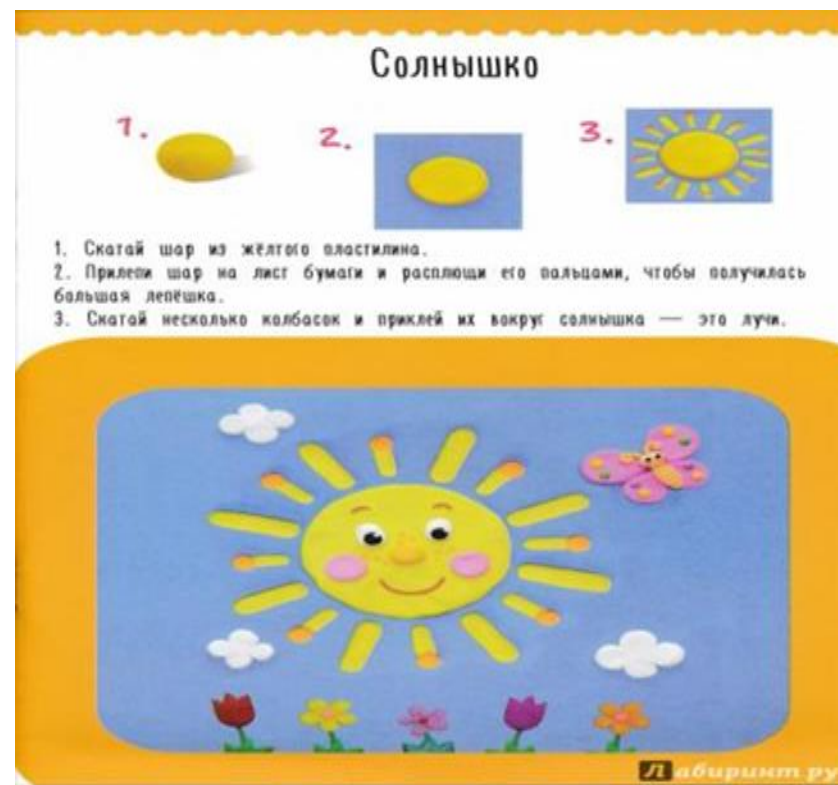 Солнышко
1.
2.
3.
1. Скатай шар из жёлтого пластилина.
2. Прилепи шар на лист бумаги и расплющи его пальцами, чтобы получилась
большая лепёшка.
3. Скатай несколько колбасок и приклей их вокруг солнышка — это лучи.
Лабиринт.ру